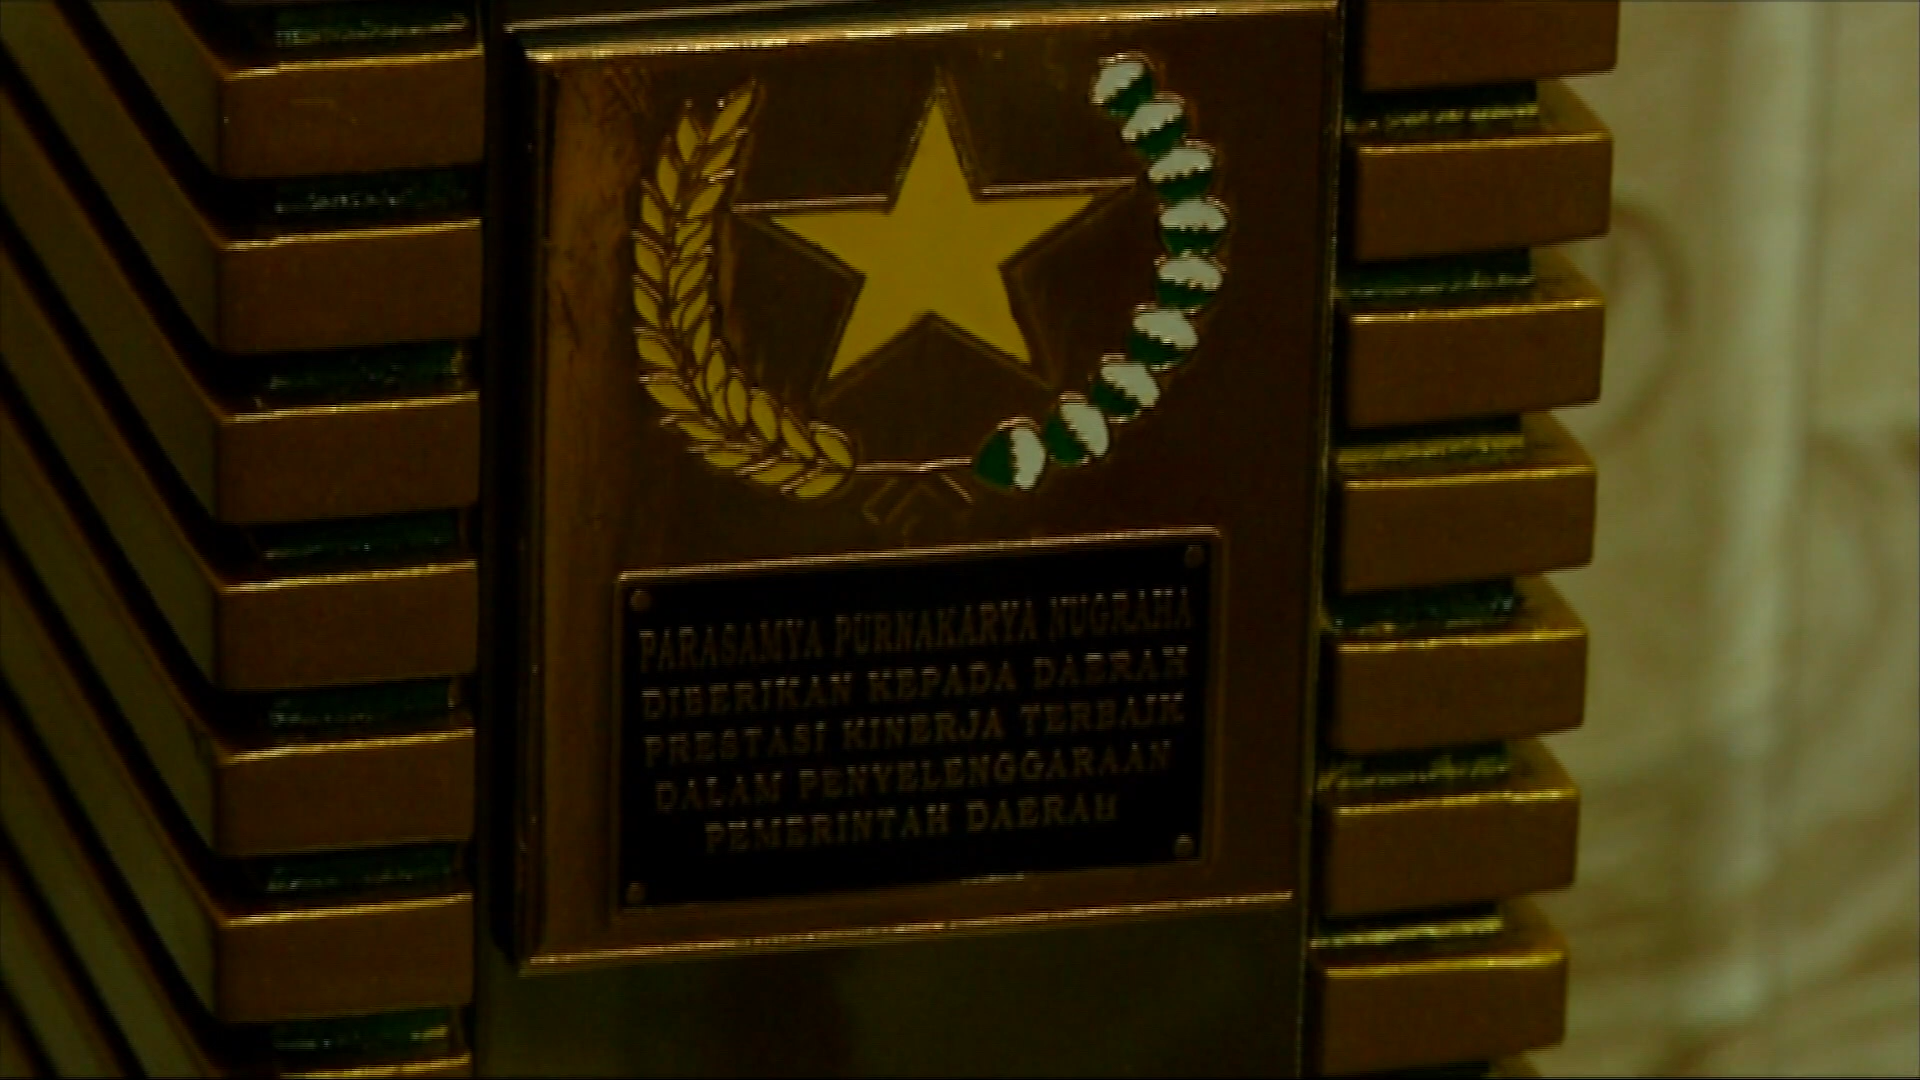 PARASAMYA PURNAKARYA NUGRAHA
DIBERIKAN KEPADA DAERAH
PRESTASI KINERJA TERBAIK
DALAM PENYELENGGARAAN
PEMERINTAH DAERAH